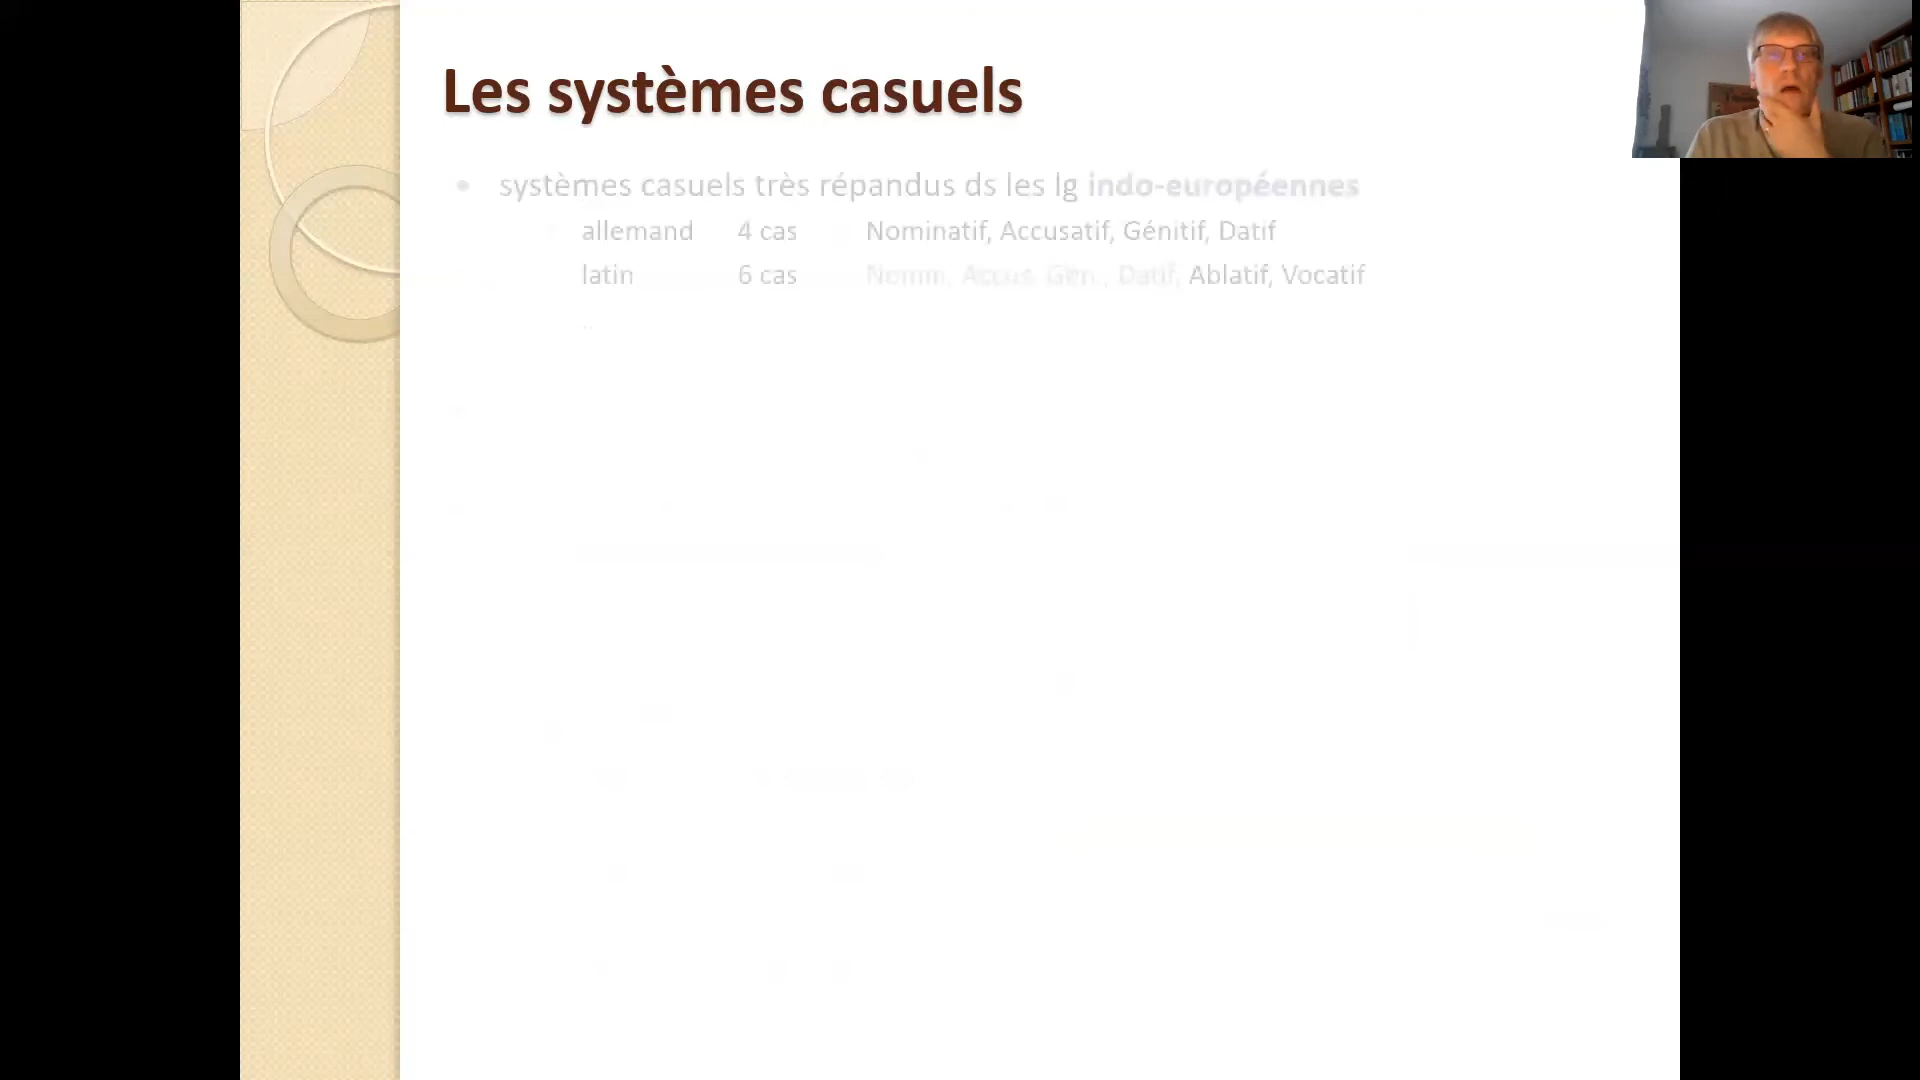 Les systèmes casuels
• systèmes casuels très répandus ds les lg indo-européennes
allemand 4 cas Nominatif, Accusatif, Génitif, Datif
latin 6 cas Nomin, Accus. Gén., Datif, Ablatif, Vocatif
...